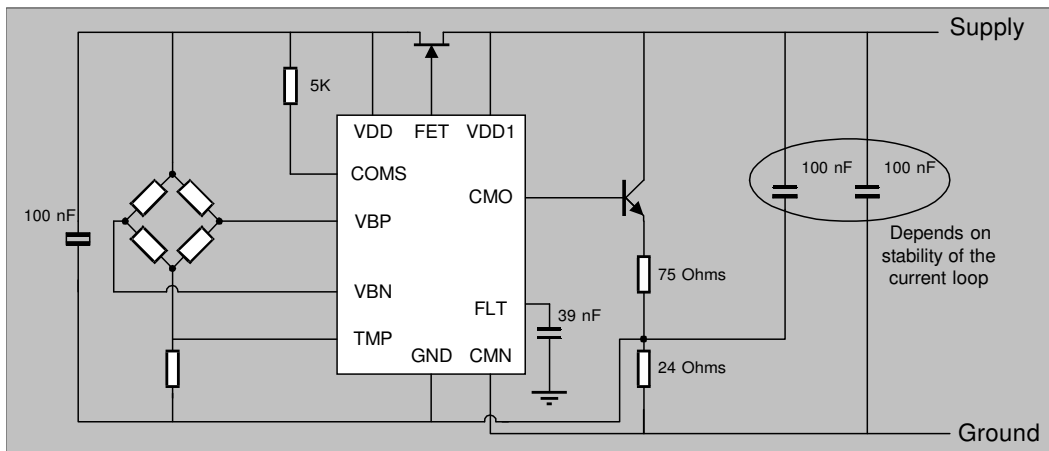 Supply
5K
VDD FET VDD1
COMS
CMO
100 nF 100 nF
100 nF
VBP
Depends on
stability of the
current loop
75 Ohms
VBN
FLT
39 nF
TMP
GND CMN
24 Ohms
Ground